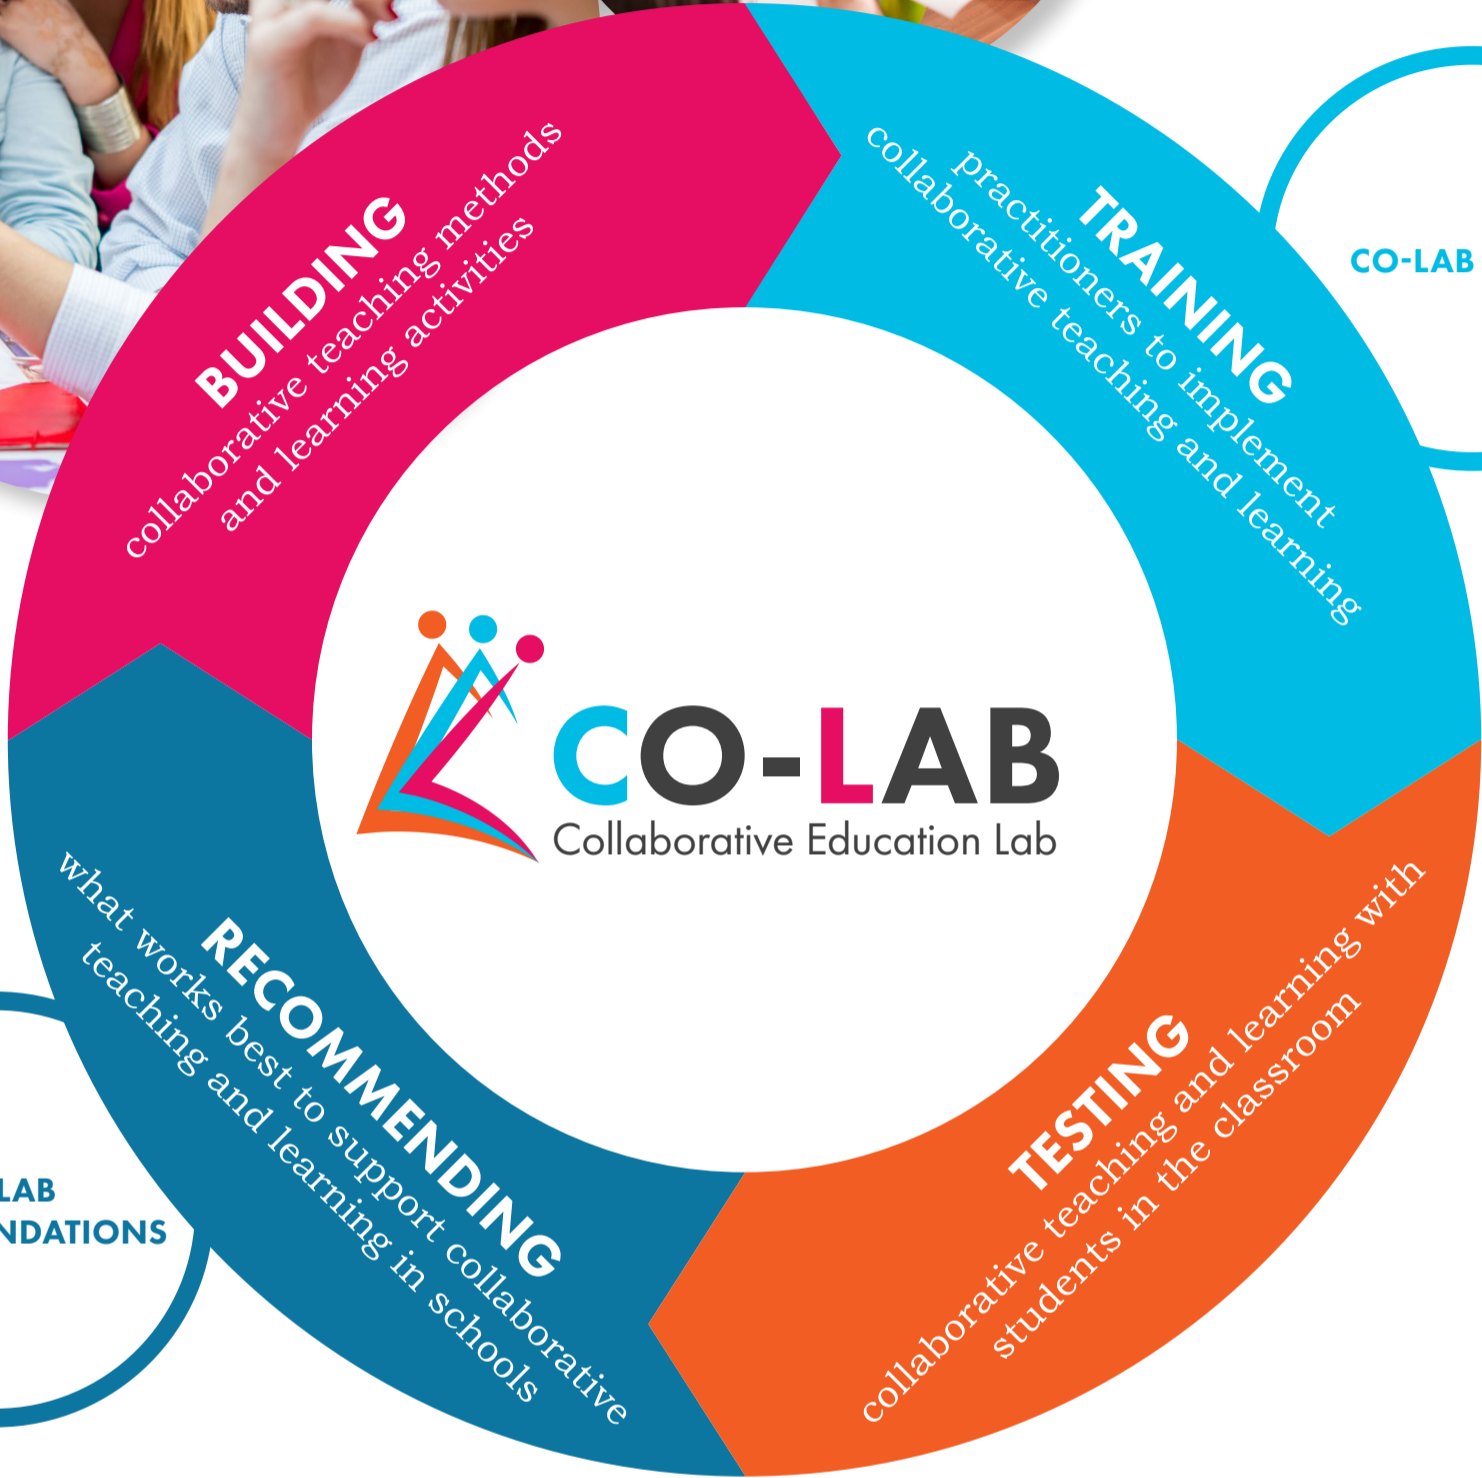 BUILDING
collaborative teaching methods
and learning activities
TRAINING
practitioners to implement
collaborative teaching and learning
CO-LAB
CO-LAB
Collaborative Education Lab
RECOMMENDING
what works best to support collaborative
teaching and learning in schools
TESTING
collaborative teaching and learning with
students in the classroom
LAB
NDATIONS